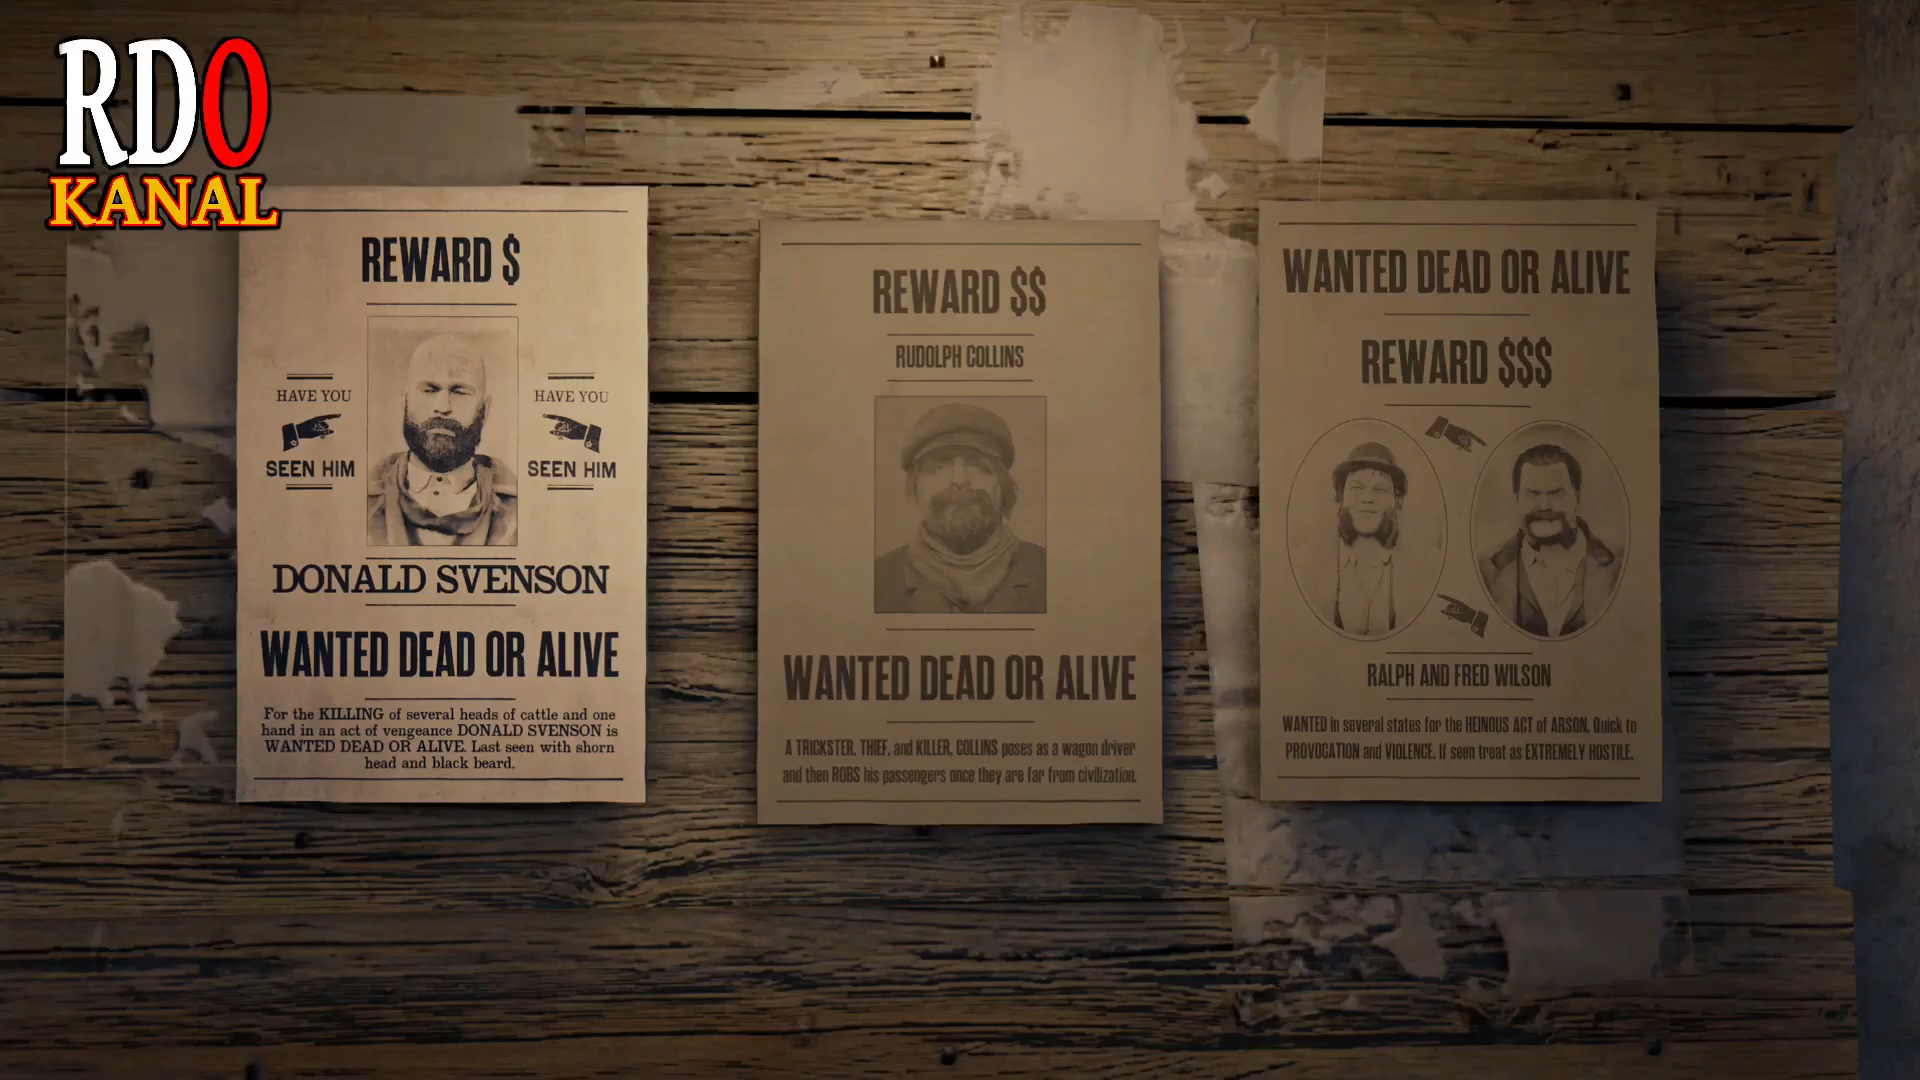 RDO
KANAL
REWARD $
HAVE YOU
SEEN HIM
HAVE YOU
SEEN HIM
DONALD SVENSON
WANTED DEAD OR ALIVE
For the KILLING of several heads of cattle and one
hand in an act of vengeance DONALD SVENSON is
WANTED DEAD OR ALIVE. Last seen with shorn
head and black beard.
REWARD $$
RUDOLPH COLLINS
WANTED DEAD OR ALIVE
A TRICKSTER, THIEF, and KILLER, COLLINS poses as a wagon driver
and then ROBS his passengers once they are far from civilization.
WANTED DEAD OR ALIVE
REWARD $$$
RALPH AND FRED WILSON
WANTED in several states for the HEINOUS ACT of ARSON. Quick to
PROVOCATION and VIOLENCE. If seen treat as EXTREMELY HOSTILE.